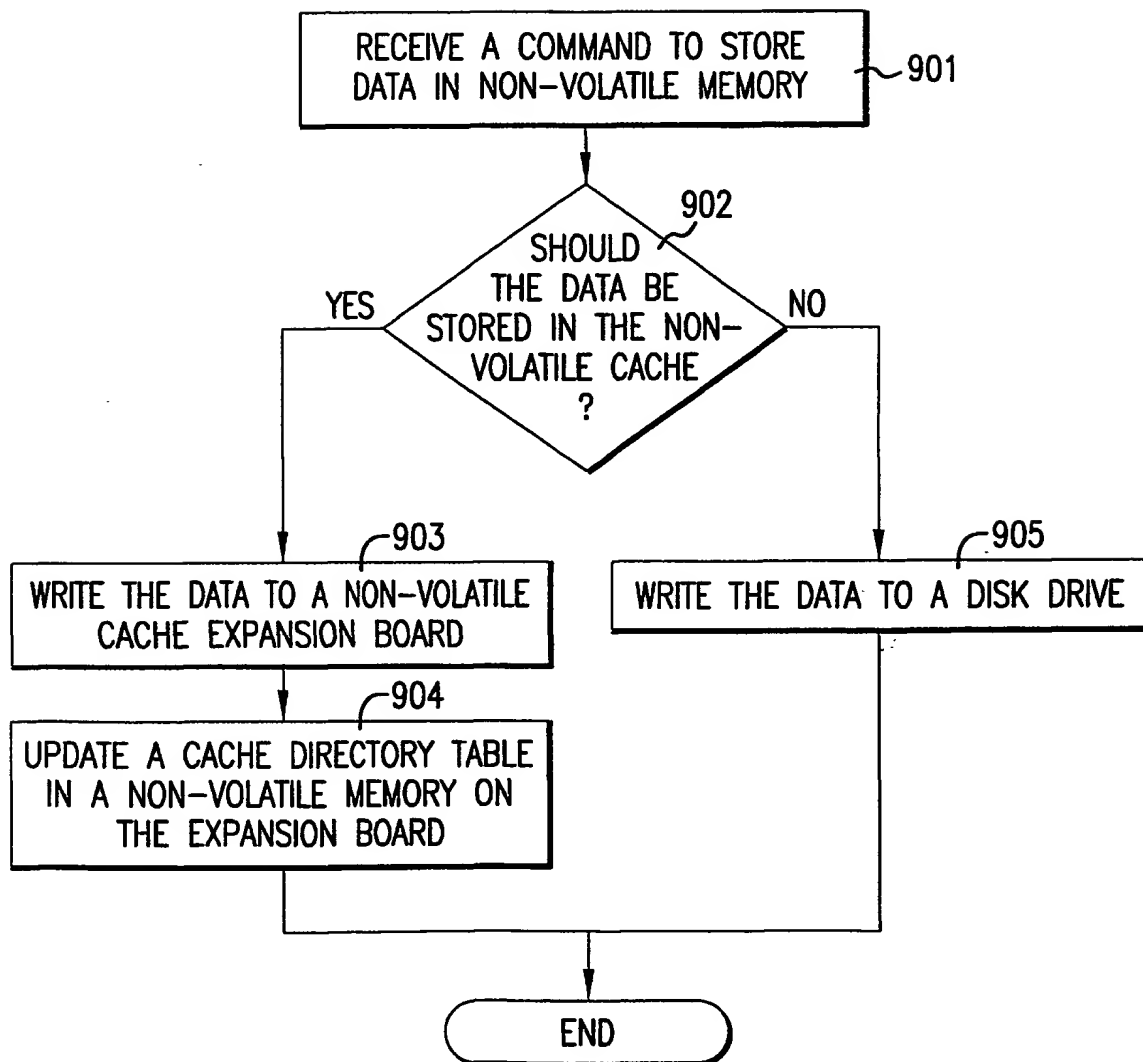 RECEIVE A COMMAND TO STORE
DATA IN NON-VOLATILE MEMORY
901
902
SHOULD
THE DATA BE
STORED IN THE NON-
VOLATILE CACHE
?
YES
NO
903
WRITE THE DATA TO A NON-VOLATILE
CACHE EXPANSION BOARD
905
WRITE THE DATA TO A DISK DRIVE
904
UPDATE A CACHE DIRECTORY TABLE
IN A NON-VOLATILE MEMORY ON
THE EXPANSION BOARD
END